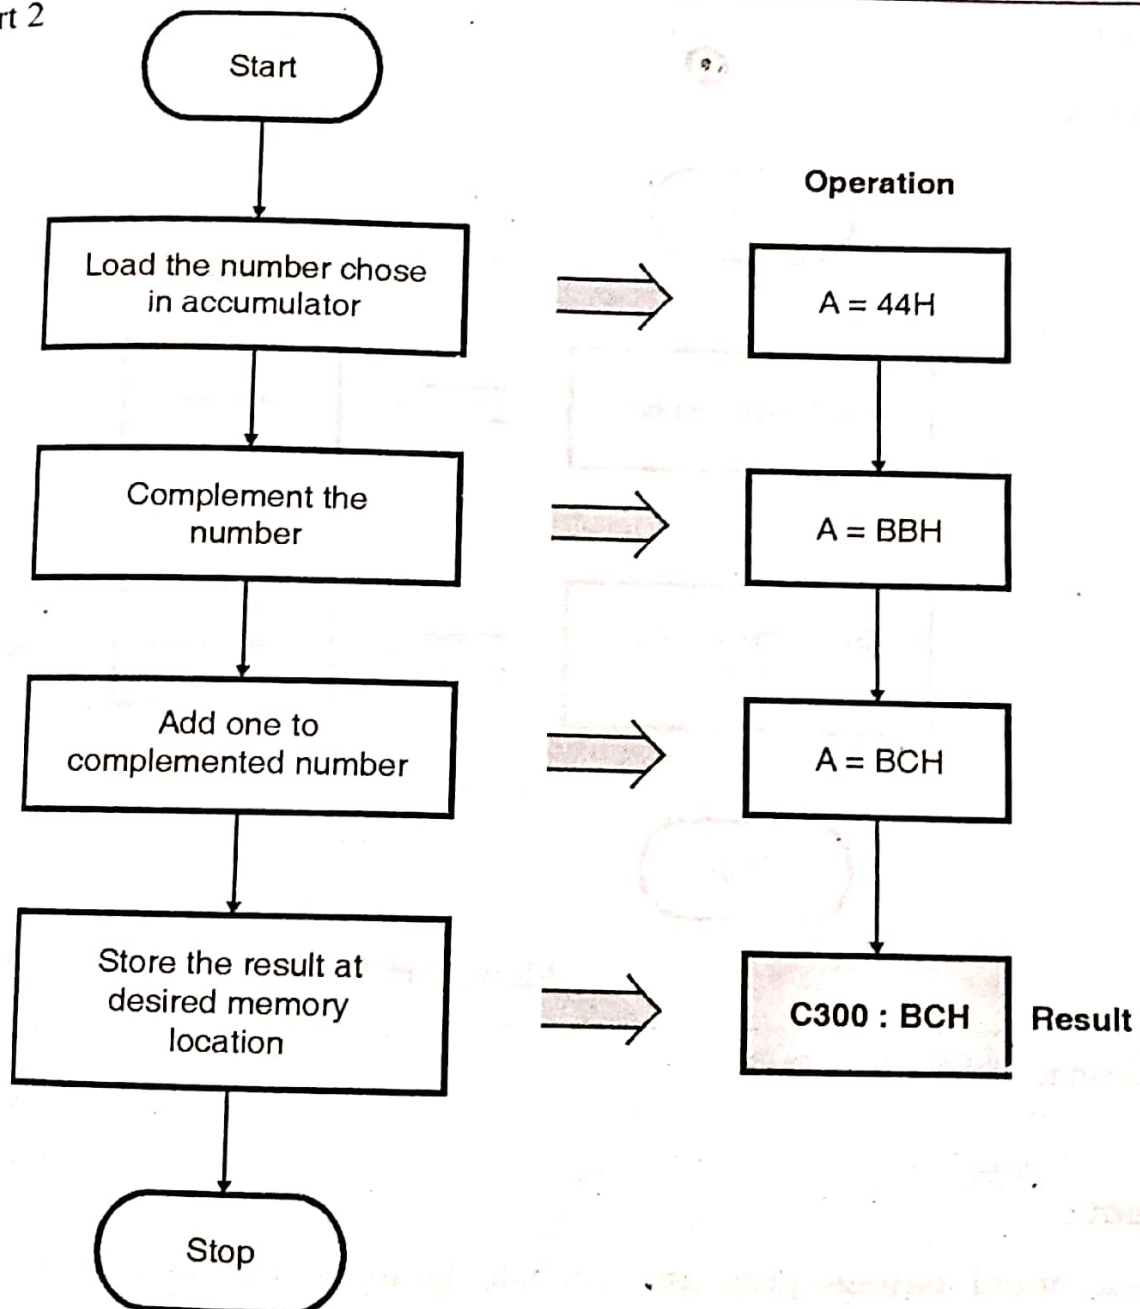 rt 2
Start
Operation
Load the number chose
in accumulator
A = 44H
Complement the
number
A = BBH
Add one to
complemented number
A = BCH
Store the result at
desired memory
location
C300 : BCH
Result
Stop